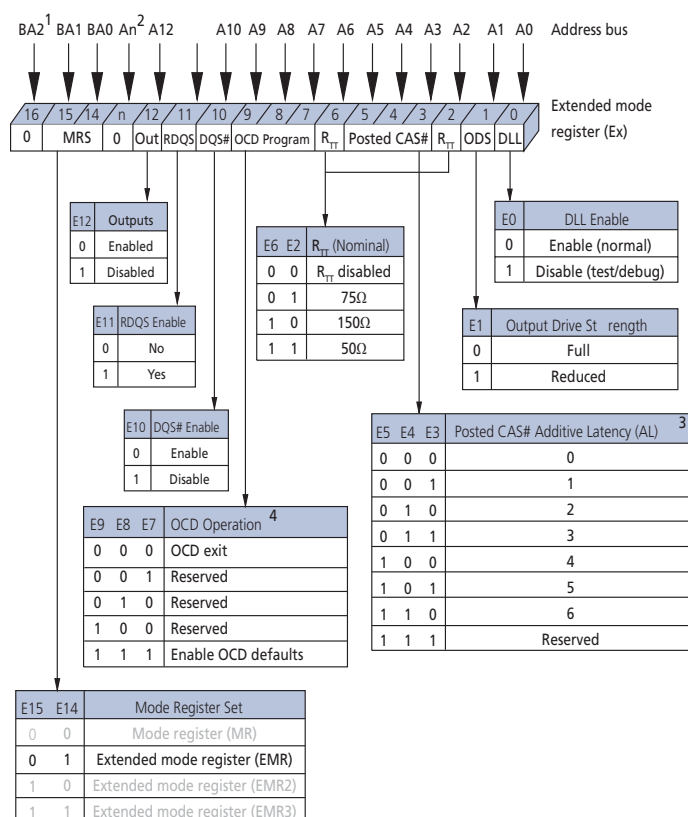 BA2 1 BA1 BA0 An 2 A12 A10 A9 A8 A7 A6 A5 A4 A3 A2 A1 A0 Address bus
16 15 14 n 12 11 10 9 8 7 6 5 4 3 2 1 0 Extended mode
0 MRS 0 Out RDQS DQS# OCD Program RTT Posted CAS# RTT ODS DLL register (Ex)
E12 Outputs
0 Enabled
1 Disabled
E11 RDQS Enable
0 No
1 Yes
E10 DQS# Enable
0 Enable
1 Disable
E9 E8 E7 OCD Operation 4
0 0 0 OCD exit
0 0 1 Reserved
0 1 0 Reserved
1 0 0 Reserved
1 1 1 Enable OCD defaults
E15 E14 Mode Register Set
0 0 Mode register (MR)
0 1 Extended mode register (EMR)
1 0 Extended mode register (EMR2)
1 1 Extended mode register (EMR3)
E6 E2 RTT (Nominal)
0 0 RTT disabled
0 1 75Ω
1 0 150Ω
1 1 50Ω
E0 DLL Enable
0 Enable (normal)
1 Disable (test/debug)
E1 Output Drive St rength
0 Full
1 Reduced
E5 E4 E3 Posted CAS# Additive Latency (AL) 3
0 0 0 0
0 0 1 1
0 1 0 2
0 1 1 3
1 0 0 4
1 0 1 5
1 1 0 6
1 1 1 Reserved